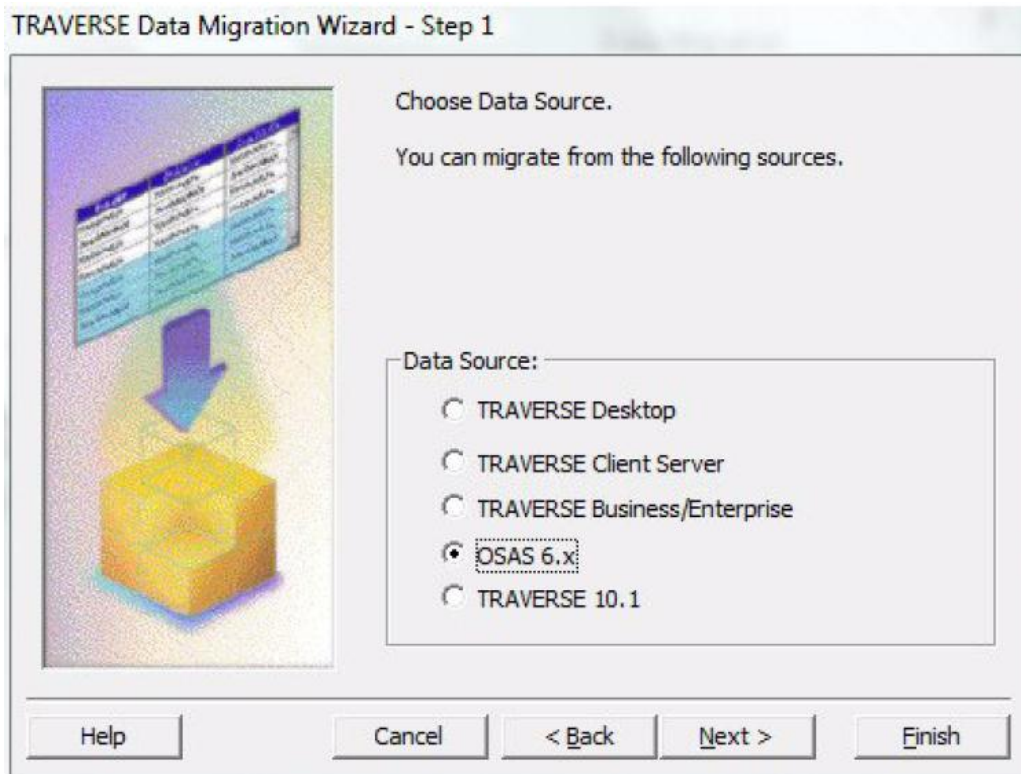 TRAVERSE Data Migration Wizard - Step 1
Choose Data Source.
You can migrate from the following sources.
Data Source:
TRAVERSE Desktop
TRAVERSE Client Server
TRAVERSE Business/Enterprise
OSAS 6.x
TRAVERSE 10.1
Help
Cancel
< Back
Next >
Finish